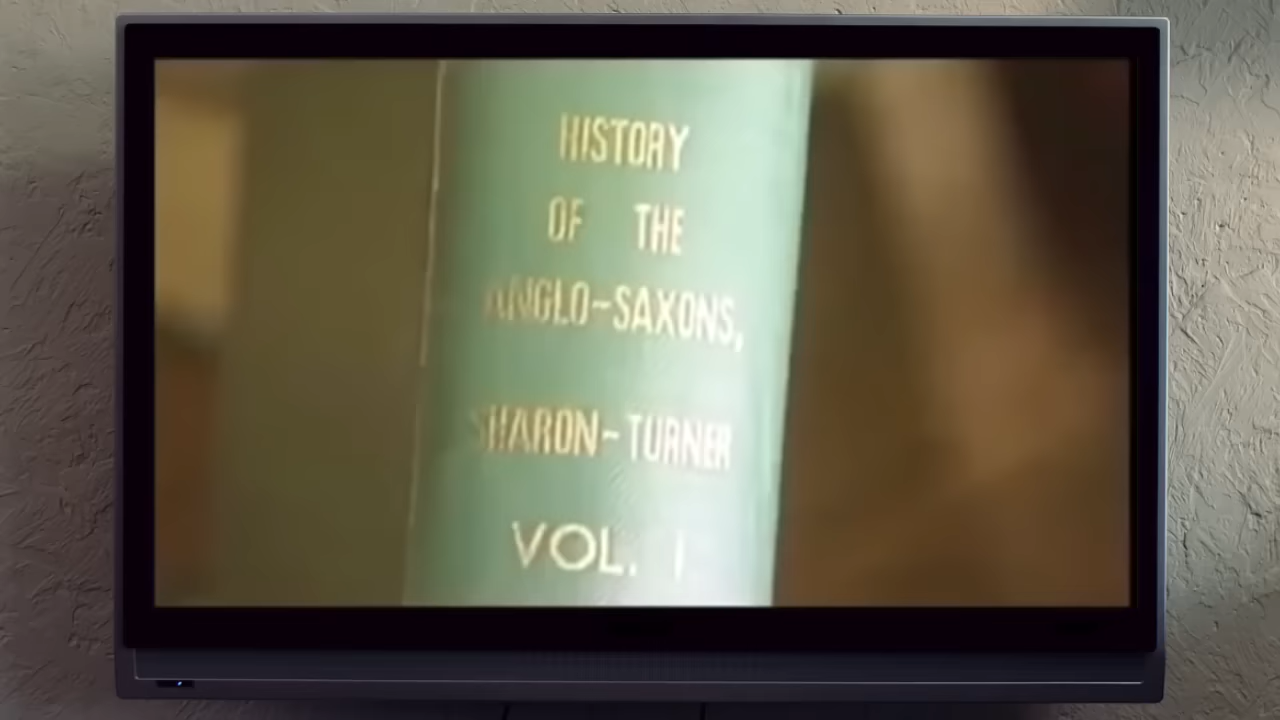 HISTORY
OF THE
ANGLO-SAXONS,
SHARON-TURNER
VOL. I